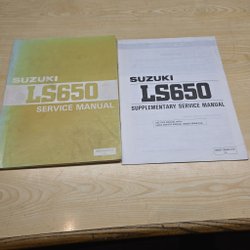 SUZUKI
LS650
SERVICE MANUAL
SUZUKI
LS650
SUPPLEMENTARY SERVICE MANUAL